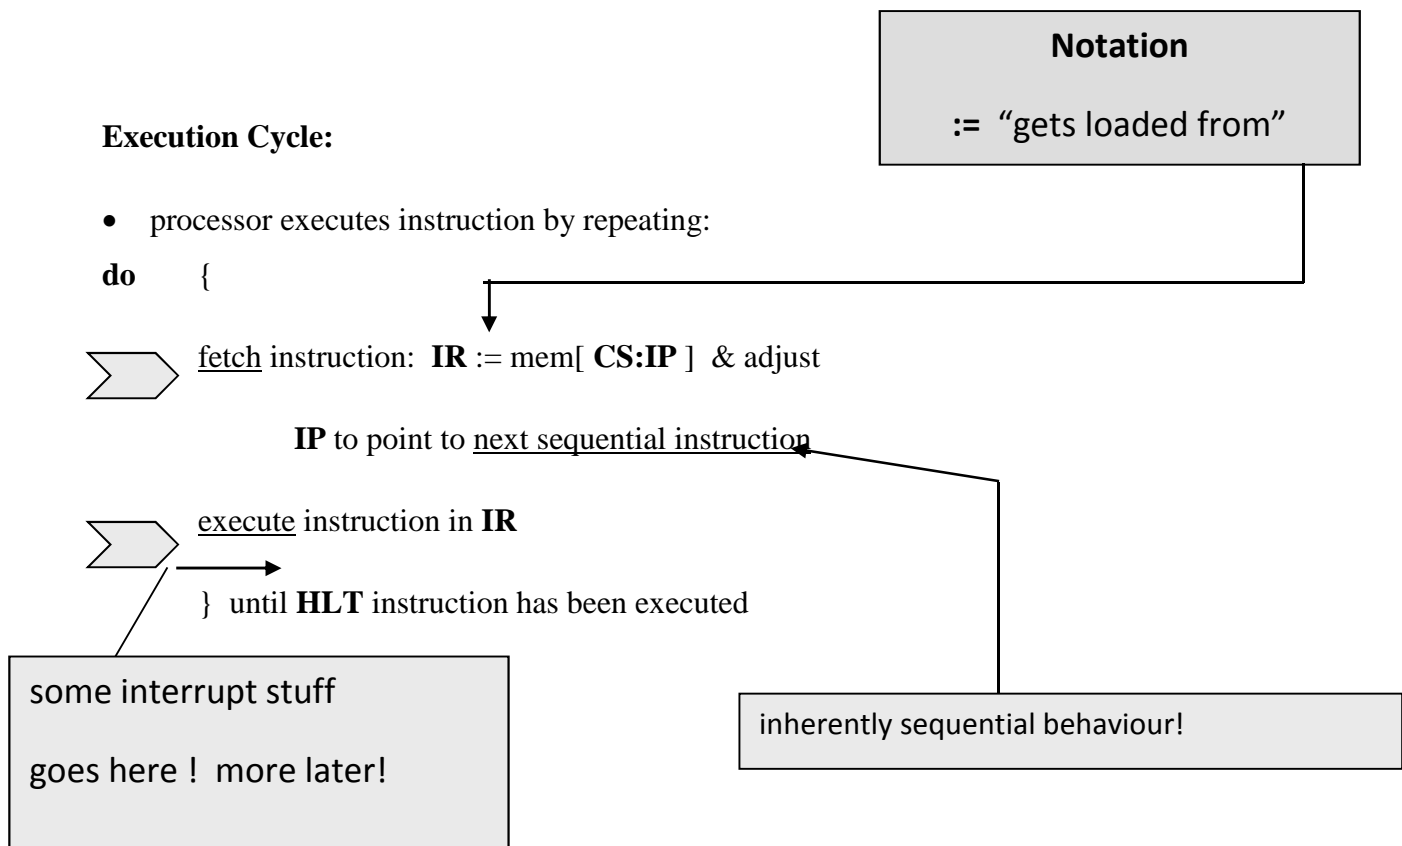 Notation
:= “gets loaded from”
Execution Cycle:
• processor executes instruction by repeating:
do {
fetch instruction: IR := mem[ CS:IP ] & adjust
IP to point to next sequential instruction
execute instruction in IR
} until HLT instruction has been executed
some interrupt stuff
goes here ! more later!
inherently sequential behaviour!